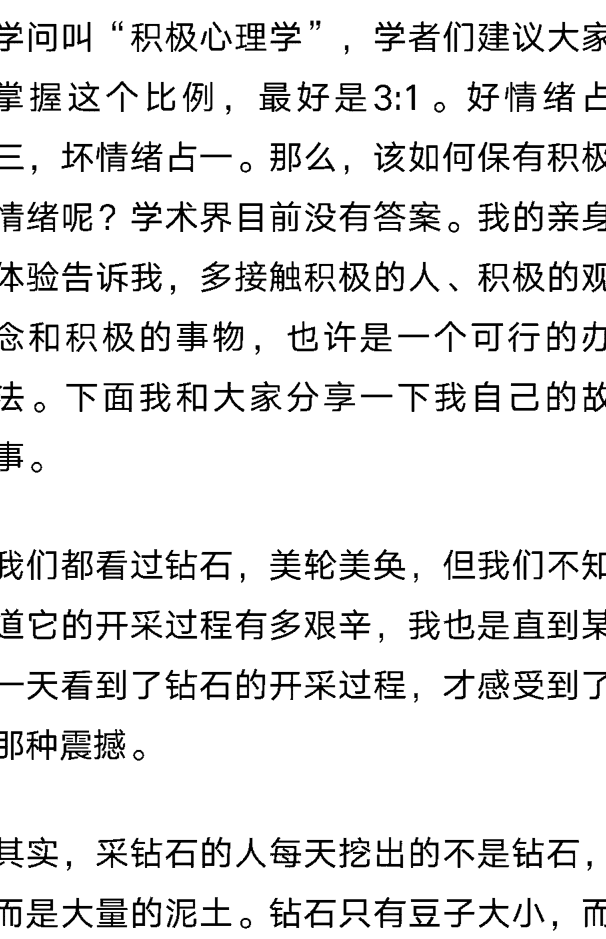 学问叫“积极心理学”，学者们建议大家
掌握这个比例，最好是3:1。好情绪占
三，坏情绪占一。那么，该如何保有积极
情绪呢？学术界目前没有答案。我的亲身
体验告诉我，多接触积极的人、积极的观
念和积极的事物，也许是一个可行的办
法。下面我和大家分享一下我自己的故
事。
我们都看过钻石，美轮美奂，但我们不知
道它的开采过程有多艰辛，我也是直到某
一天看到了钻石的开采过程，才感受到了
那种震撼。
其实，采钻石的人每天挖出的不是钻石，
而是大量的泥土。钻石只有豆子大小，而